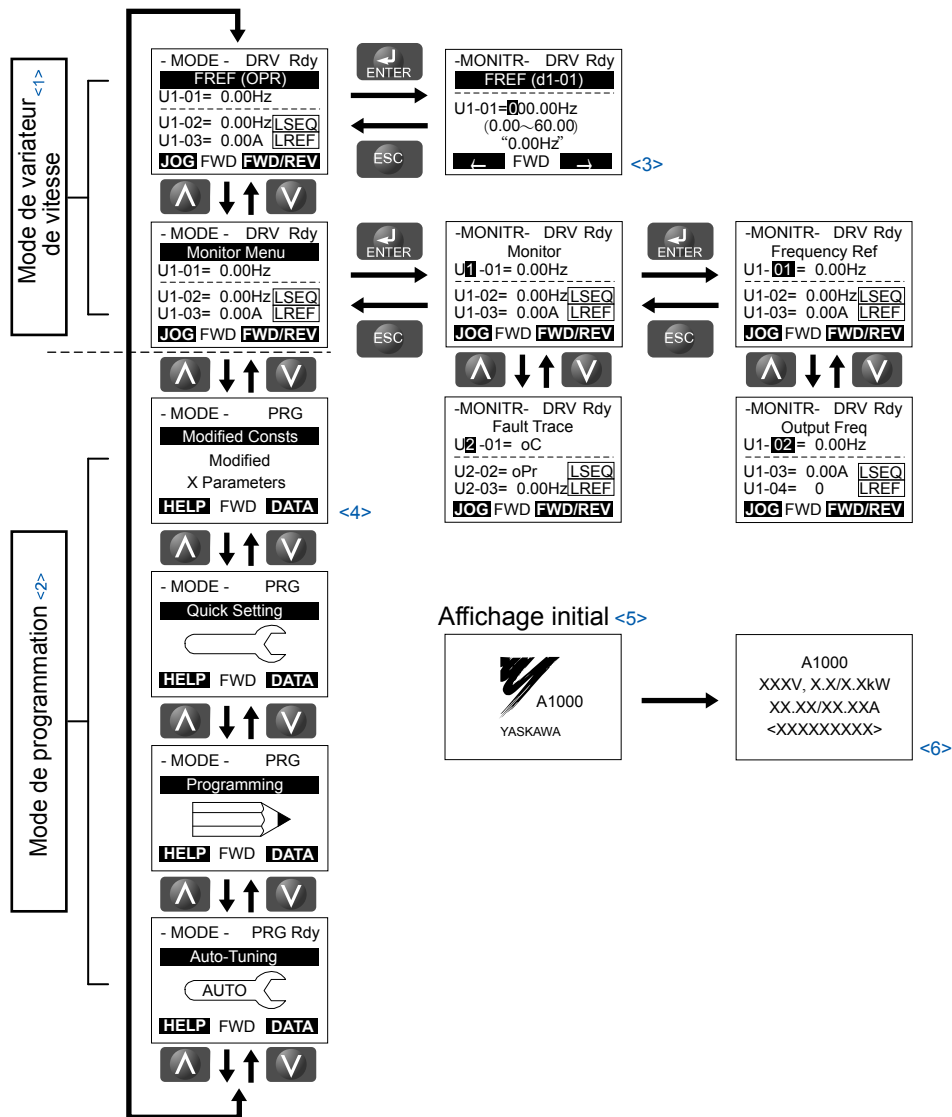 Mode de variateur <1>
de vitesse
- MODE - DRV Rdy
FREF (OPR)
U1-01= 0.00Hz
U1-02= 0.00Hz LSEQ
U1-03= 0.00A LREF
JOG FWD FWD/REV
ENTER
ESC
-MONITR- DRV Rdy
FREF (d1-01)
U1-01=000.00Hz
(0.00~60.00)
“0.00Hz”
← FWD →
<3>
- MODE - DRV Rdy
Monitor Menu
U1-01= 0.00Hz
U1-02= 0.00Hz LSEQ
U1-03= 0.00A LREF
JOG FWD FWD/REV
ENTER
ESC
-MONITR- DRV Rdy
Monitor
U1 -01= 0.00Hz
U1-02= 0.00Hz LSEQ
U1-03= 0.00A LREF
JOG FWD FWD/REV
ENTER
ESC
-MONITR- DRV Rdy
Frequency Ref
U1- 01 = 0.00Hz
U1-02= 0.00Hz LSEQ
U1-03= 0.00A LREF
JOG FWD FWD/REV
-MONITR- DRV Rdy
Fault Trace
U2 -01= oC
U2-02= oPr LSEQ
U2-03= 0.00Hz LREF
JOG FWD FWD/REV
-MONITR- DRV Rdy
Output Freq
U1- 02 = 0.00Hz
U1-03= 0.00A LSEQ
U1-04= 0 LREF
JOG FWD FWD/REV
Mode de programmation <2>
- MODE - PRG
Modified Consts
Modified
X Parameters
HELP FWD DATA
<4>
- MODE - PRG
Quick Setting
HELP FWD DATA
- MODE - PRG
Programming
HELP FWD DATA
- MODE - PRG Rdy
Auto-Tuning
AUTO
HELP FWD DATA
Affichage initial <5>
A1000
YASKAWA
A1000
XXXV, X.X/X.XkW
XX.XX/XX.XXA
<XXXXXXXXX>
<6>